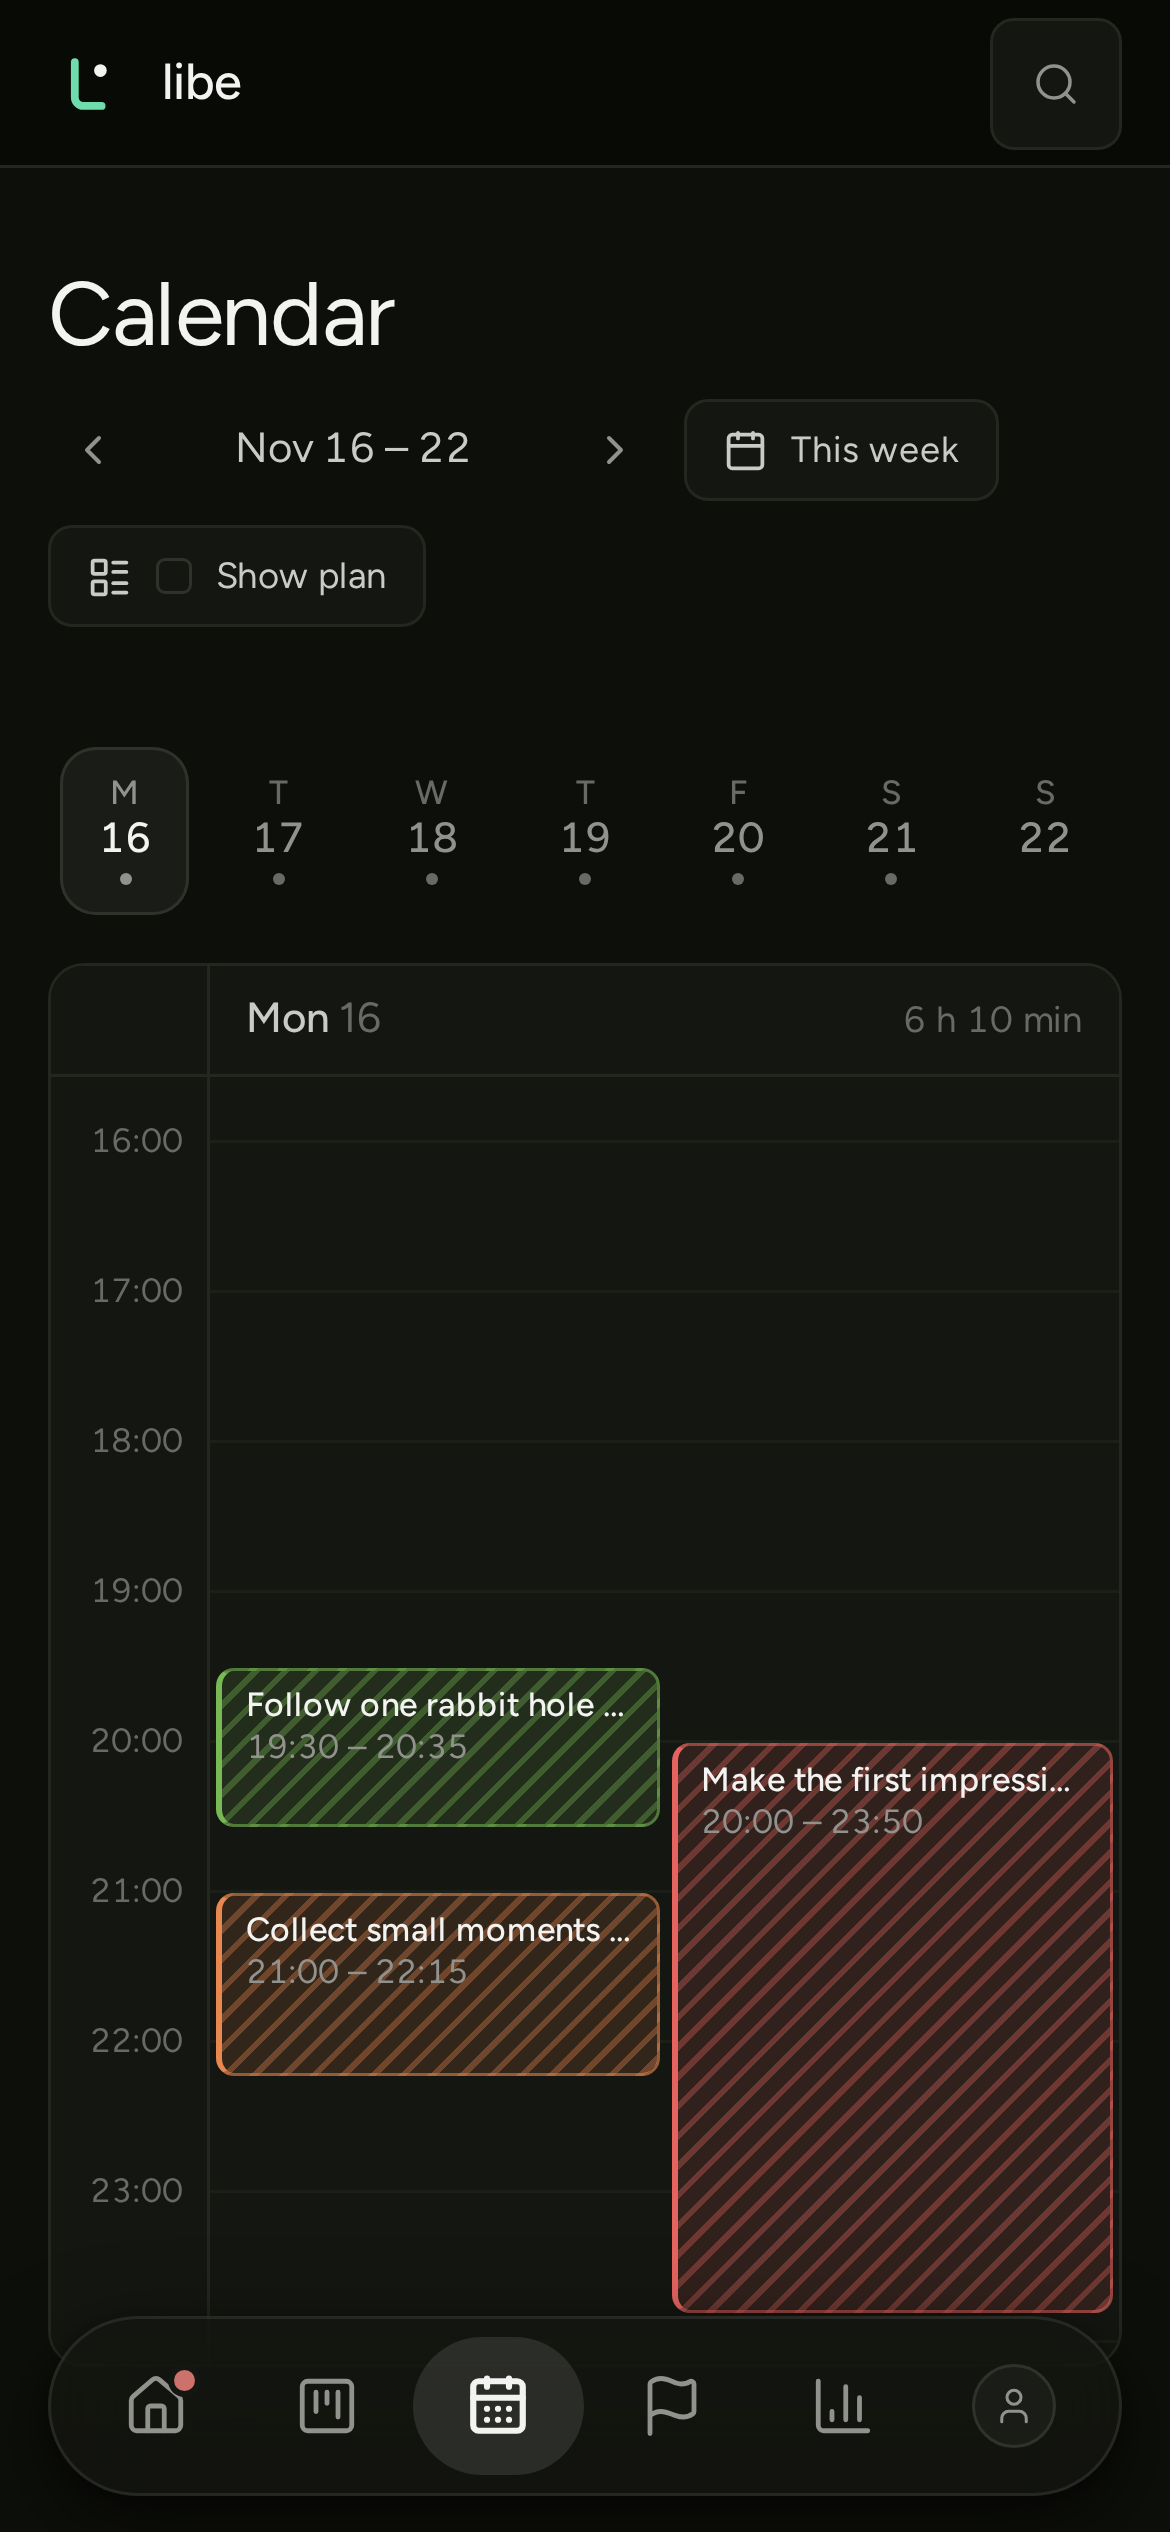 libe
Calendar
Nov 16 – 22
This week
Show plan
M T W T F S S
16 17 18 19 20 21 22
Mon 16
6 h 10 min
16:00
17:00
18:00
19:00
Follow one rabbit hole ...
19:30 – 20:35
20:00
Make the first impressi...
20:00 – 23:50
21:00
Collect small moments ...
21:00 – 22:15
22:00
23:00